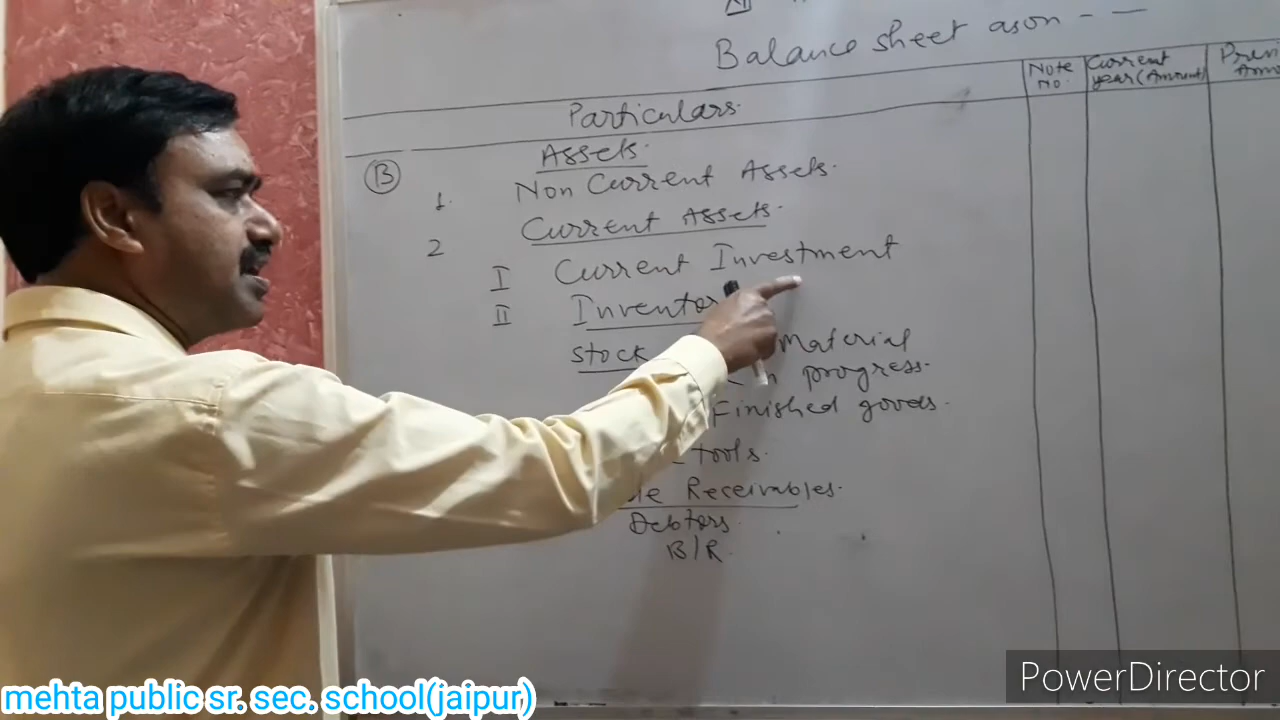 Balance sheet as on - -
Particulars.
Note No.
Current year (Amount)
B
Assets.
1. Non Current Assets.
2 Current Assets.
I Current Investment
II Inventor
Stock
Material
In progress.
Finished goods.
tools.
Receivables.
Debtors
B/R.
PowerDirector
mehta public sr. sec. school(jaipur)